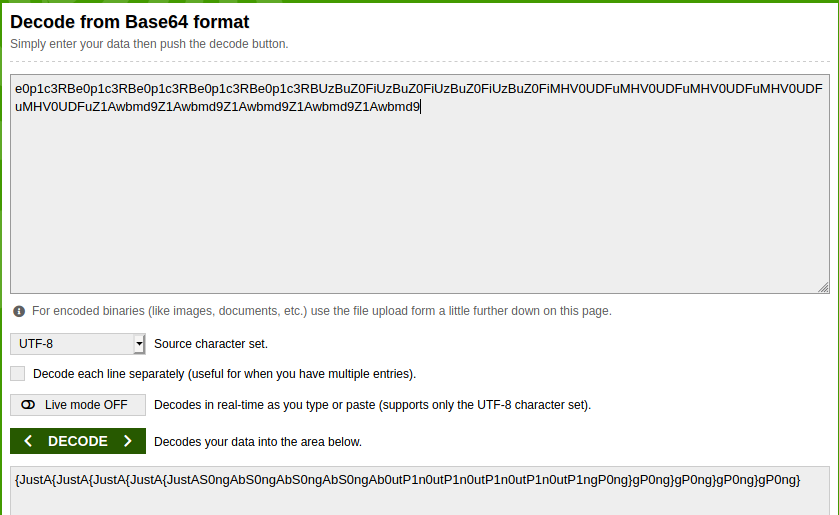 Decode from Base64 format
Simply enter your data then push the decode button.
e0p1c3RBe0p1c3RBe0p1c3RBe0p1c3RBe0p1c3RBUzBuZ0FiUzBuZ0FiUzBuZ0FiUzBuZ0FiMHV0UDFuMHV0UDFuMHV0UDFuMHV0UDF
uMHV0UDFuZ1Awbmd9Z1Awbmd9Z1Awbmd9Z1Awbmd9Z1Awbmd9
For encoded binaries (like images, documents, etc.) use the file upload form a little further down on this page.
UTF-8 Source character set.
Decode each line separately (useful for when you have multiple entries).
Live mode OFF Decodes in real-time as you type or paste (supports only the UTF-8 character set).
< DECODE > Decodes your data into the area below.
{JustA{JustA{JustA{JustA{JustAS0ngAbS0ngAbS0ngAbS0ngAb0utP1n0utP1n0utP1n0utP1n0utP1ngP0ng}gP0ng}gP0ng}gP0ng}gP0ng}